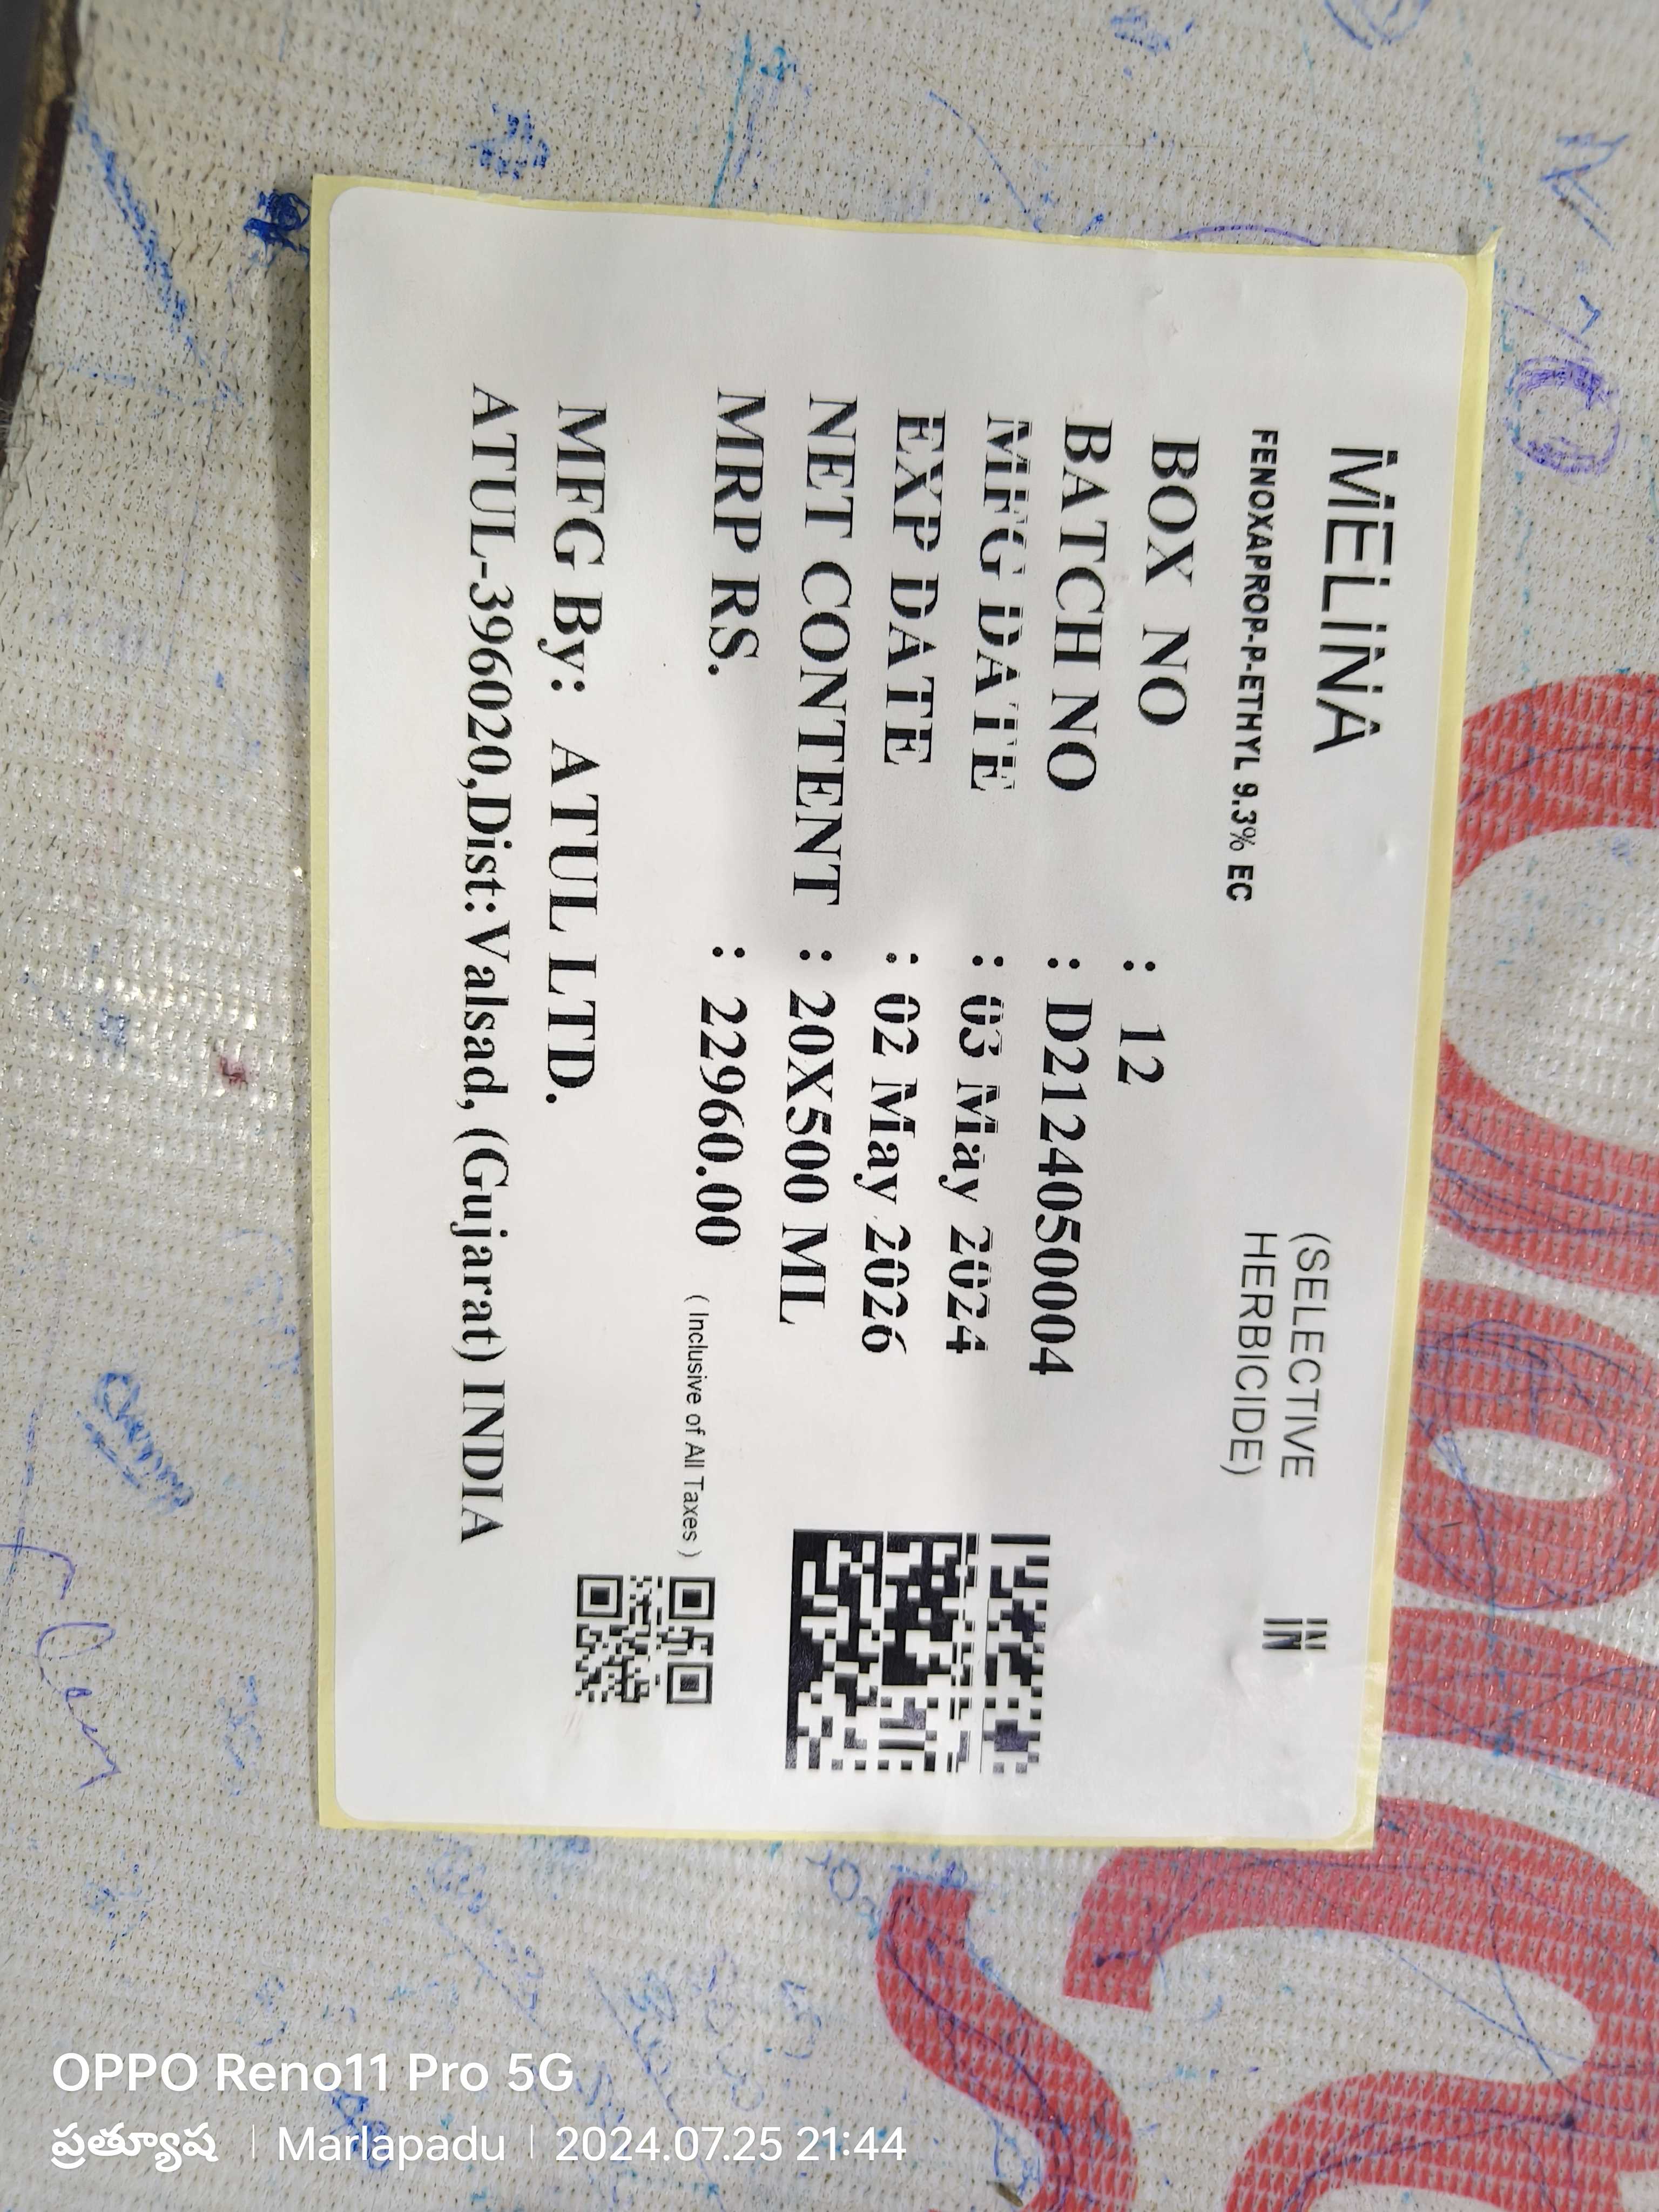 MELINA
(SELECTIVE
HERBICIDE)
IN
FENOXAPROP-P-ETHYL 9.3% EC
BOX NO : 12
BATCH NO : D2124050004
MFG DATE : 03 May 2024
EXP DATE : 02 May 2026
NET CONTENT : 20X500 ML
MRP RS. : 22960.00 ( Inclusive of All Taxes )
MFG By: ATUL LTD.
ATUL-396020,Dist:Valsad, (Gujarat) INDIA
OPPO Reno11 Pro 5G
ప్రత్యూష | Marlapadu | 2024.07.25 21:44